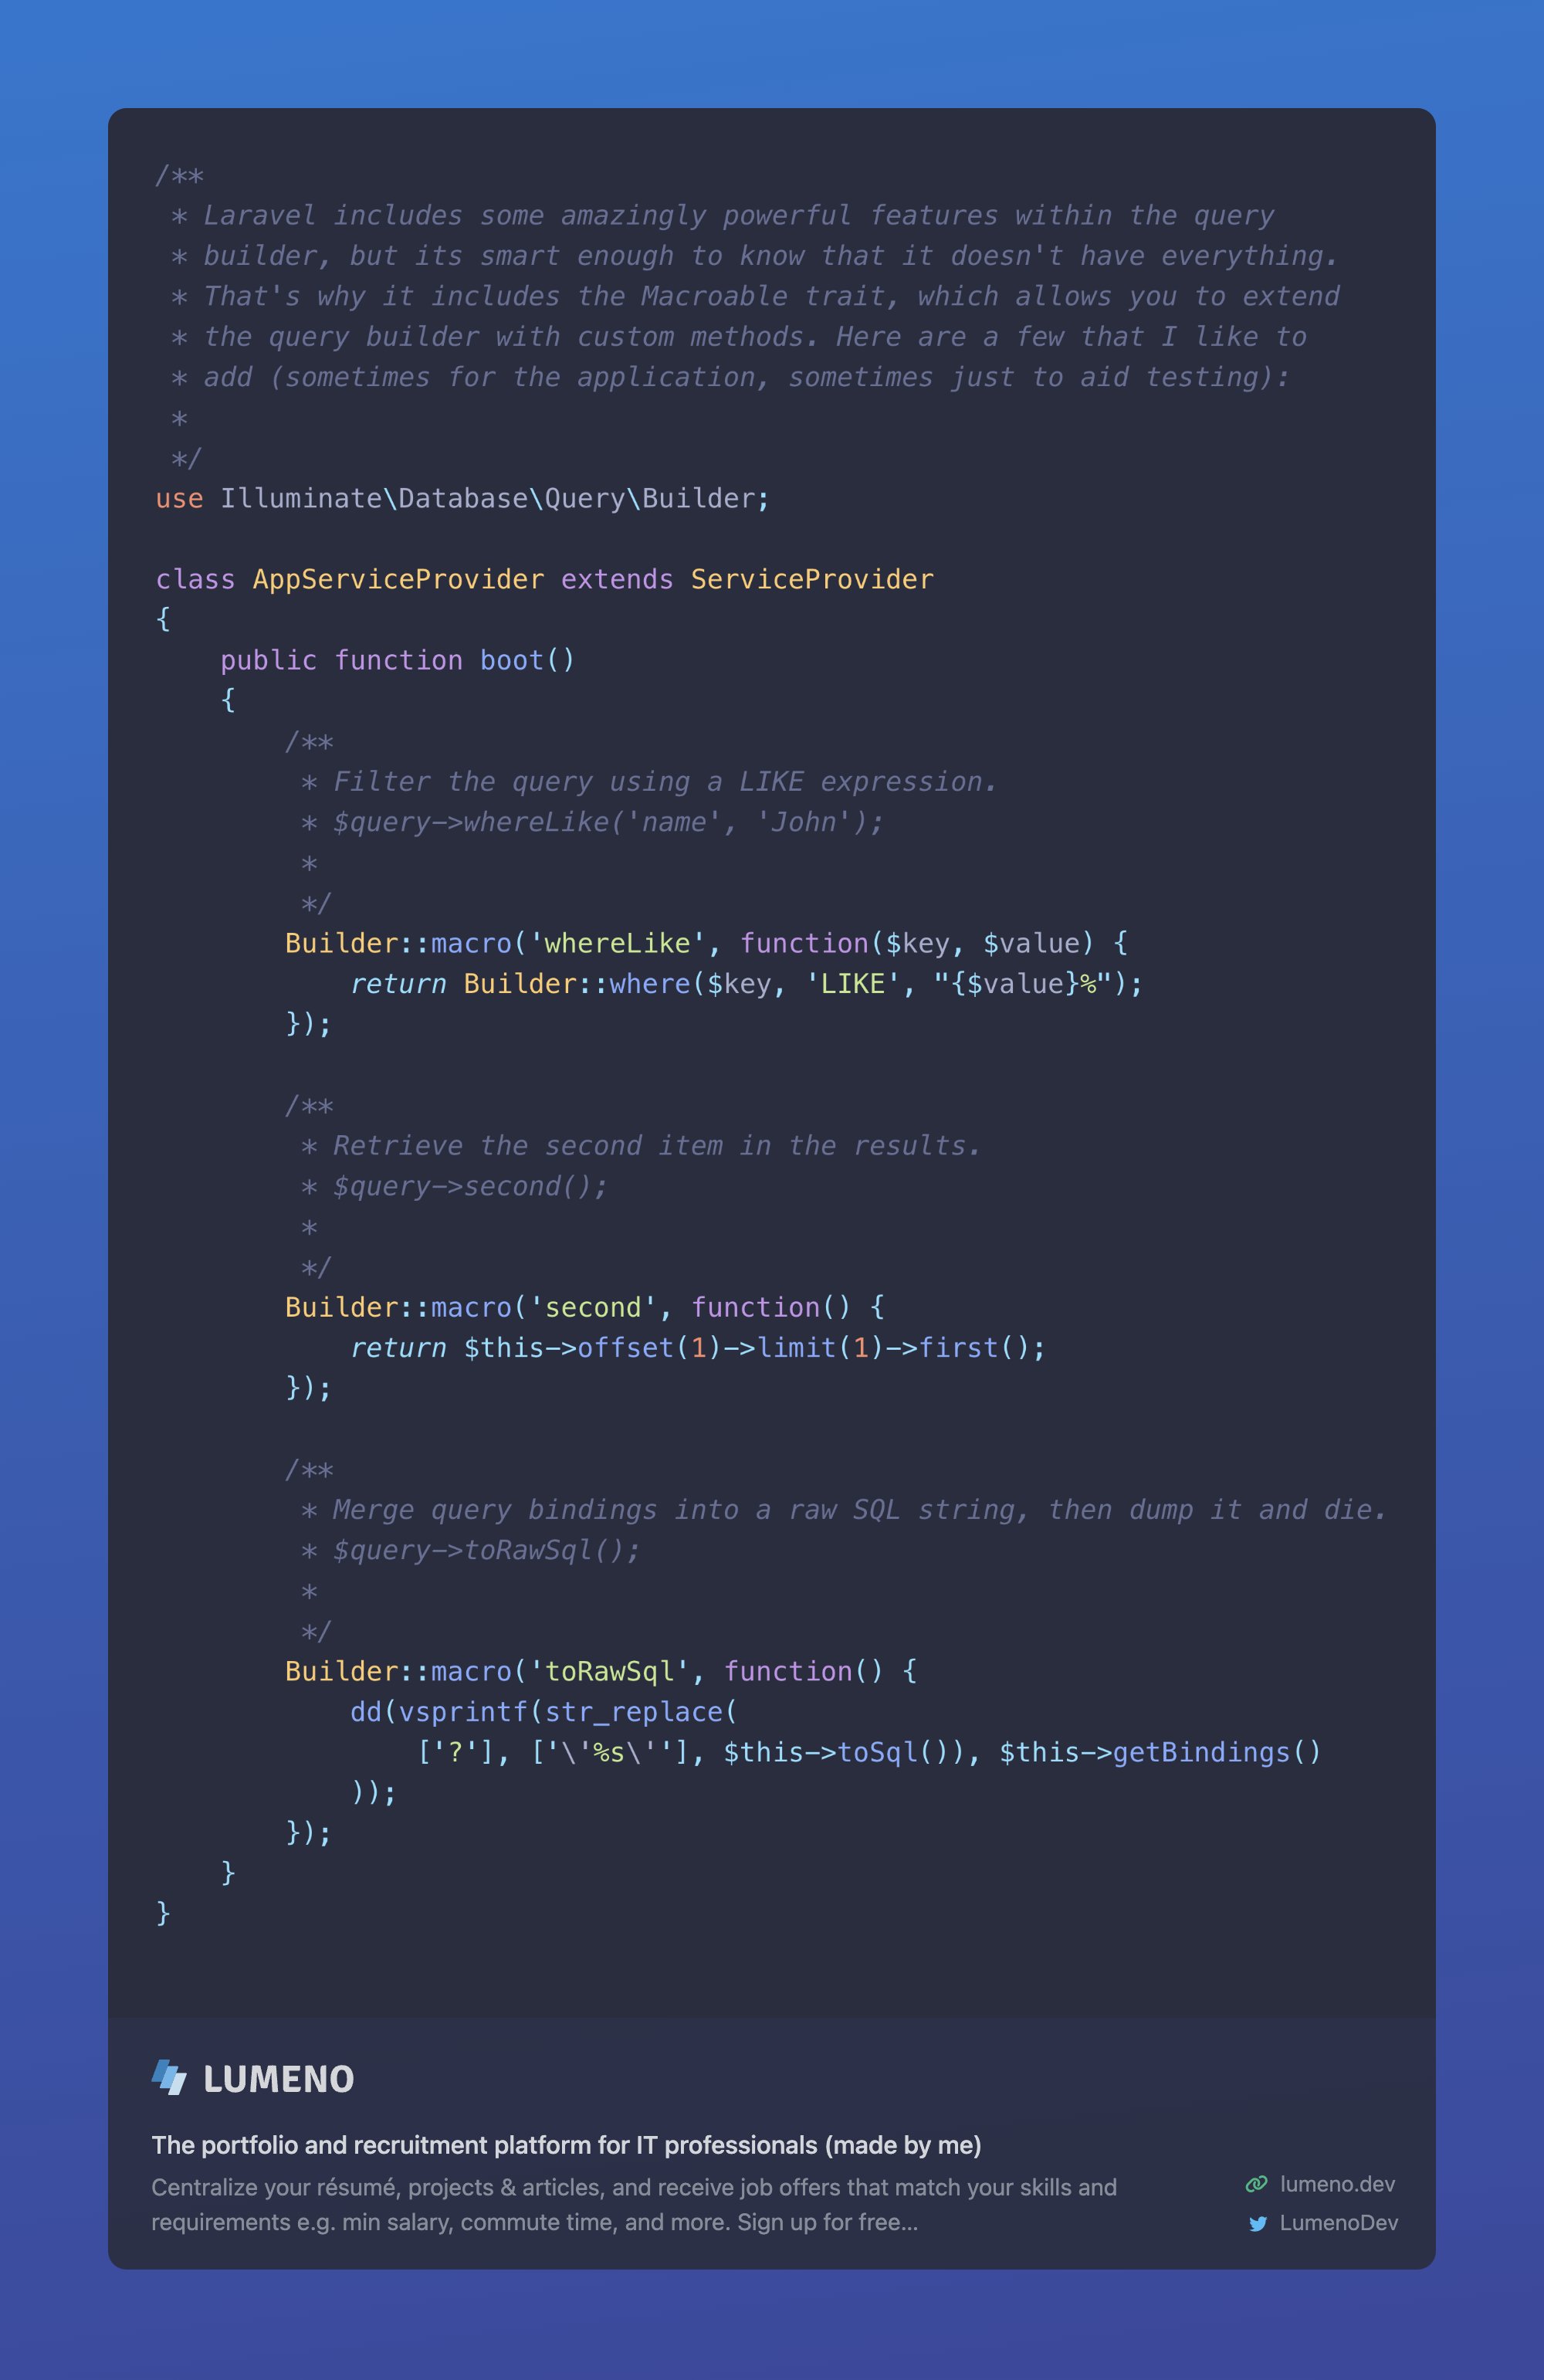 /**
 * Laravel includes some amazingly powerful features within the query
 * builder, but its smart enough to know that it doesn't have everything.
 * That's why it includes the Macroable trait, which allows you to extend
 * the query builder with custom methods. Here are a few that I like to
 * add (sometimes for the application, sometimes just to aid testing):
 *
 */
use Illuminate\Database\Query\Builder;

class AppServiceProvider extends ServiceProvider
{
    public function boot()
    {
        /**
         * Filter the query using a LIKE expression.
         * $query->whereLike('name', 'John');
         *
         */
        Builder::macro('whereLike', function($key, $value) {
            return Builder::where($key, 'LIKE', "{$value}%");
        });

        /**
         * Retrieve the second item in the results.
         * $query->second();
         *
         */
        Builder::macro('second', function() {
            return $this->offset(1)->limit(1)->first();
        });

        /**
         * Merge query bindings into a raw SQL string, then dump it and die.
         * $query->toRawSql();
         *
         */
        Builder::macro('toRawSql', function() {
            dd(vsprintf(str_replace(
                ['?'], ['\'%s\''], $this->toSql()), $this->getBindings()
            ));
        });
    }
}
LUMENO
The portfolio and recruitment platform for IT professionals (made by me)
Centralize your résumé, projects & articles, and receive job offers that match your skills and
requirements e.g. min salary, commute time, and more. Sign up for free...
lumeno.dev
LumenoDev